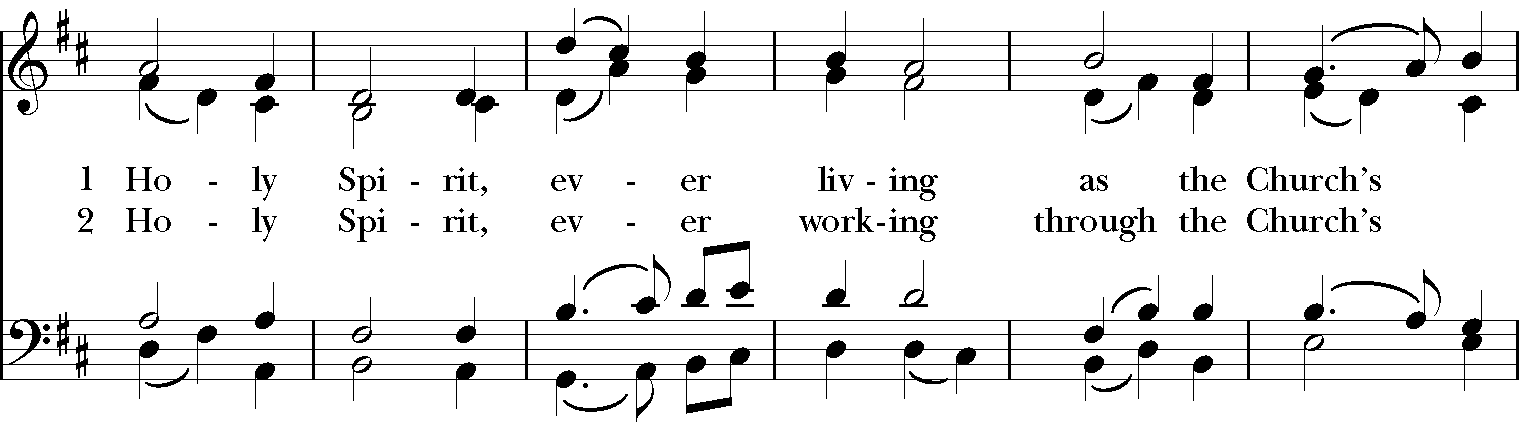 1 Ho - ly Spi - rit, ev - er liv - ing as the Church’s
2 Ho - ly Spi - rit, ev - er work - ing through the Church’s